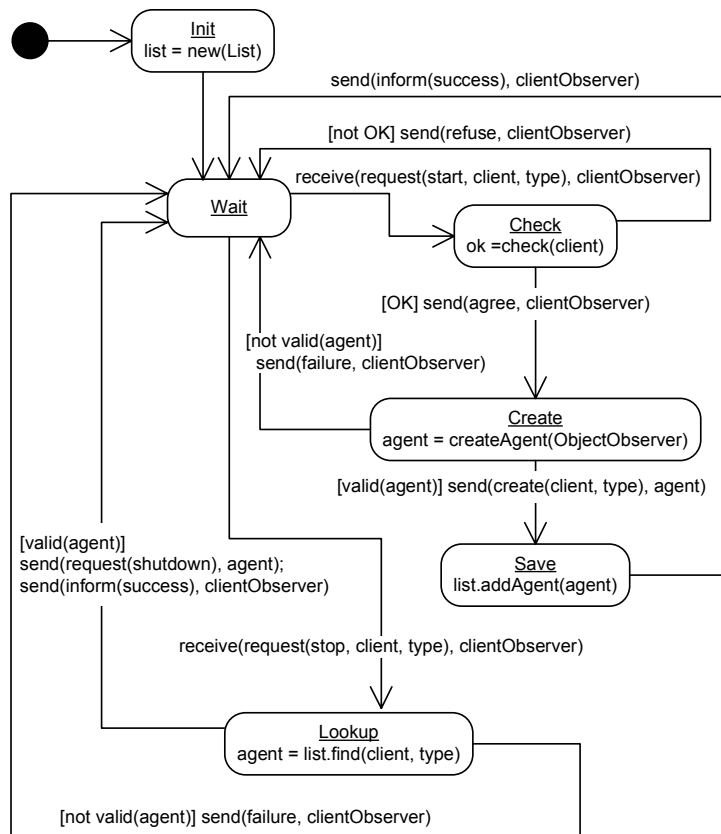 Init
list = new(List)
send(inform(success), clientObserver)
[not OK] send(refuse, clientObserver)
receive(request(start, client, type), clientObserver)
Wait
Check
ok =check(client)
[OK] send(agree, clientObserver)
[not valid(agent)]
send(failure, clientObserver)
Create
agent = createAgent(ObjectObserver)
[valid(agent)] send(create(client, type), agent)
[valid(agent)]
send(request(shutdown), agent);
send(inform(success), clientObserver)
Save
list.addAgent(agent)
receive(request(stop, client, type), clientObserver)
Lookup
agent = list.find(client, type)
[not valid(agent)] send(failure, clientObserver)